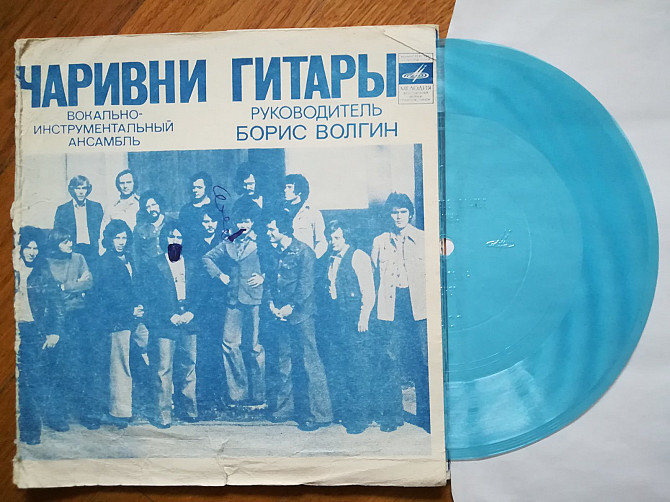 ЧАРИВНИ ГИТАРЫ
ВОКАЛЬНО-
ИНСТРУМЕНТАЛЬНЫЙ
АНСАМБЛЬ
РУКОВОДИТЕЛЬ
БОРИС ВОЛГИН
МЕЛОДИЯ